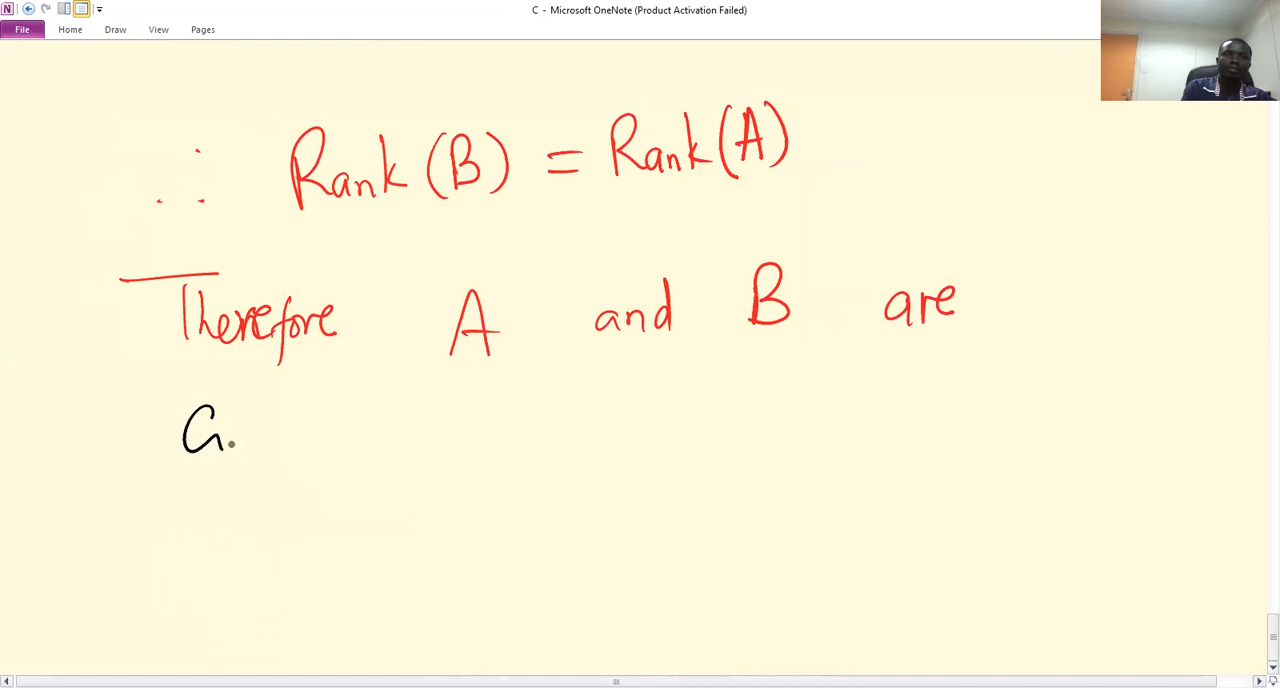 C - Microsoft OneNote (Product Activation Failed)
File Home Draw View Pages
∴ Rank (B) = Rank (A)
Therefore A and B are